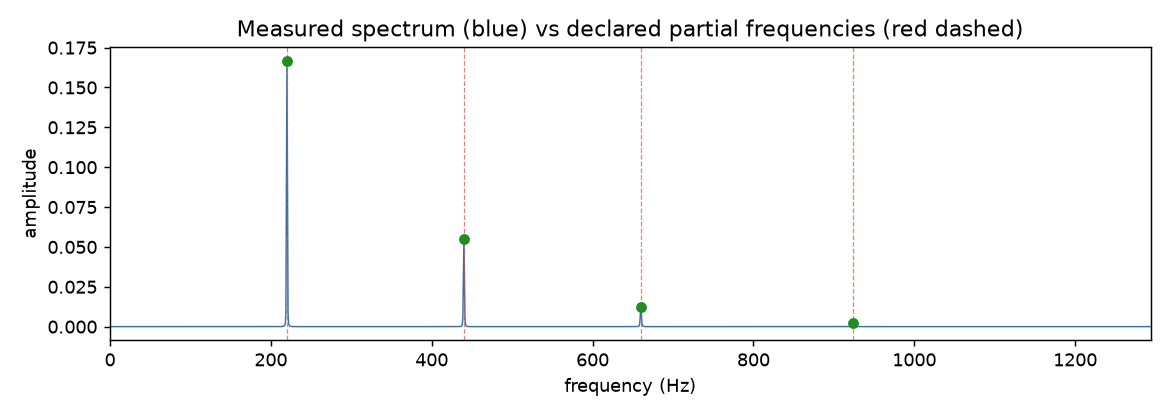 Measured spectrum (blue) vs declared partial frequencies (red dashed)
0.175
0.150
0.125
0.100
0.075
0.050
0.025
0.000
amplitude
0 200 400 600 800 1000 1200
frequency (Hz)